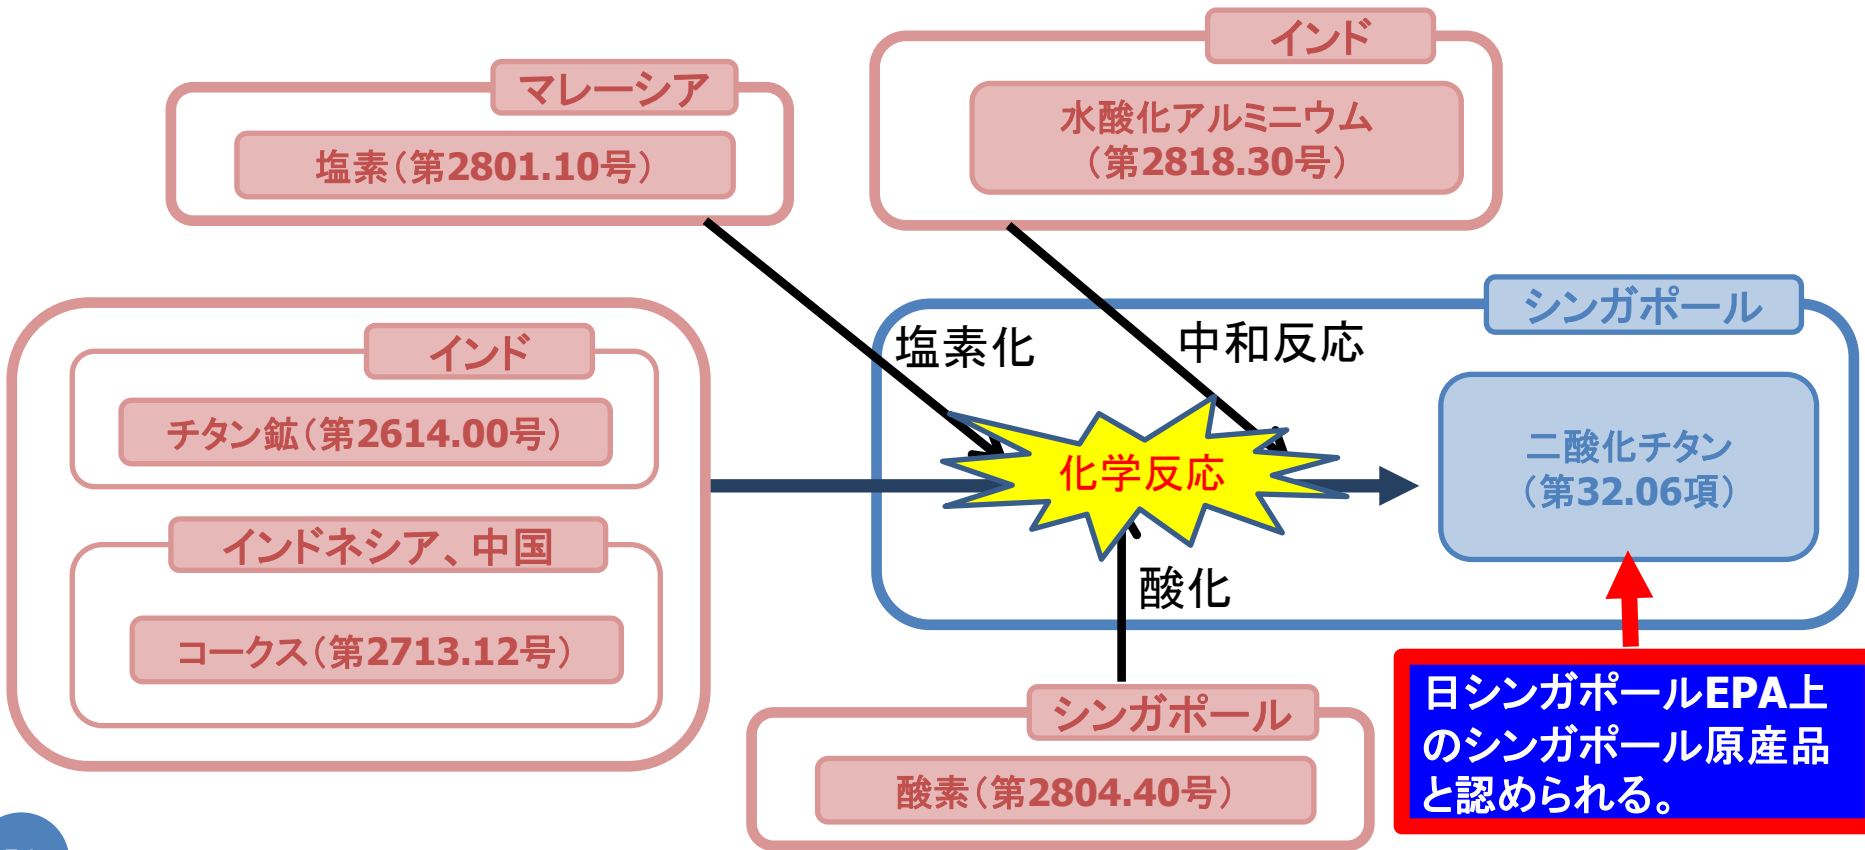 マレーシア
塩素(第2801.10号)
インド
水酸化アルミニウム
(第2818.30号)
インド
チタン鉱(第2614.00号)
インドネシア、中国
コークス(第2713.12号)
塩素化
中和反応
化学反応
酸化
シンガポール
二酸化チタン
(第32.06項)
シンガポール
酸素(第2804.40号)
日シンガポールEPA上
のシンガポール原産品
と認められる。